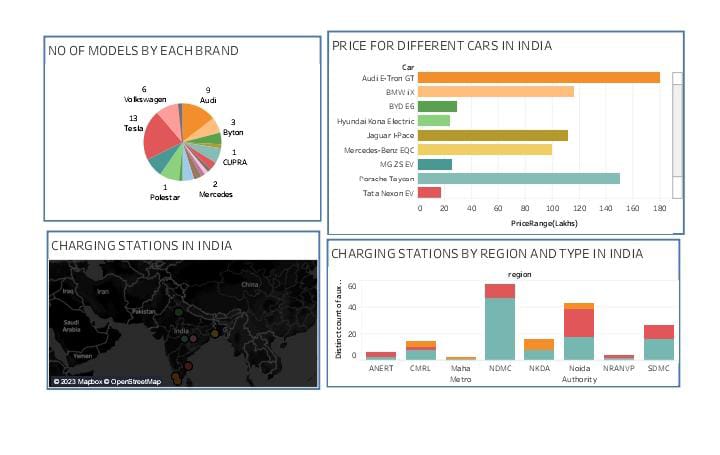 NO OF MODELS BY EACH BRAND
6
Volkswagen
9
Audi
13
Tesla
3
Byton
1
CUPRA
1
Polestar
2
Mercedes
PRICE FOR DIFFERENT CARS IN INDIA
Car
Audi E-Tron GT
BMW iX
BYD E6
Hyundai Kona Electric
Jaguar I-Pace
Mercedes-Benz EQC
MG ZS EV
Porsche Taycan
Tata Nexon EV
0 20 40 60 80 100 120 140 160 180
PriceRange(Lakhs)
CHARGING STATIONS IN INDIA
Iraq
Iran
China
Pakistan
Saudi
Arabia
India
Yemen
© 2023 Mapbox © OpenStreetMap
CHARGING STATIONS BY REGION AND TYPE IN INDIA
region
Distinct count of aux..
60
40
20
0
ANERT CMRL Maha Metro NDMC NKDA Noida Authority NRANVP SDMC